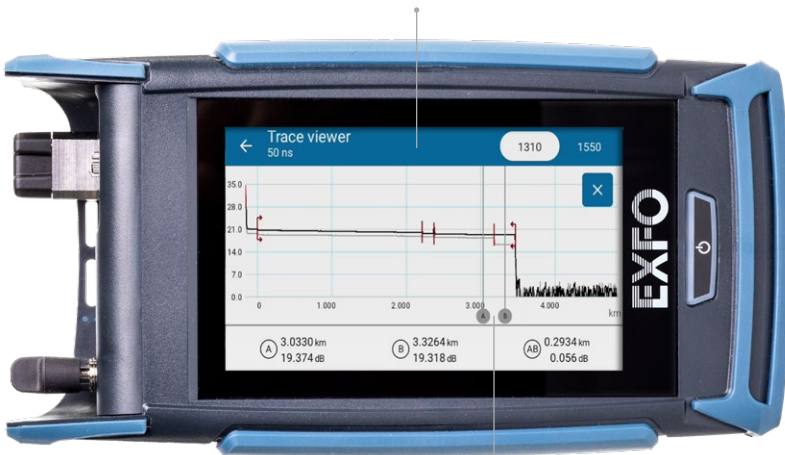 Trace viewer
50 ns
1310
1550
35.0
28.0
21.0
14.0
7.0
0.0
0
1.000
2.000
3.000
4.000
km
A
B
A 3.0330 km
19.374 dB
B 3.3264 km
19.318 dB
AB 0.2934 km
0.056 dB
EXFO